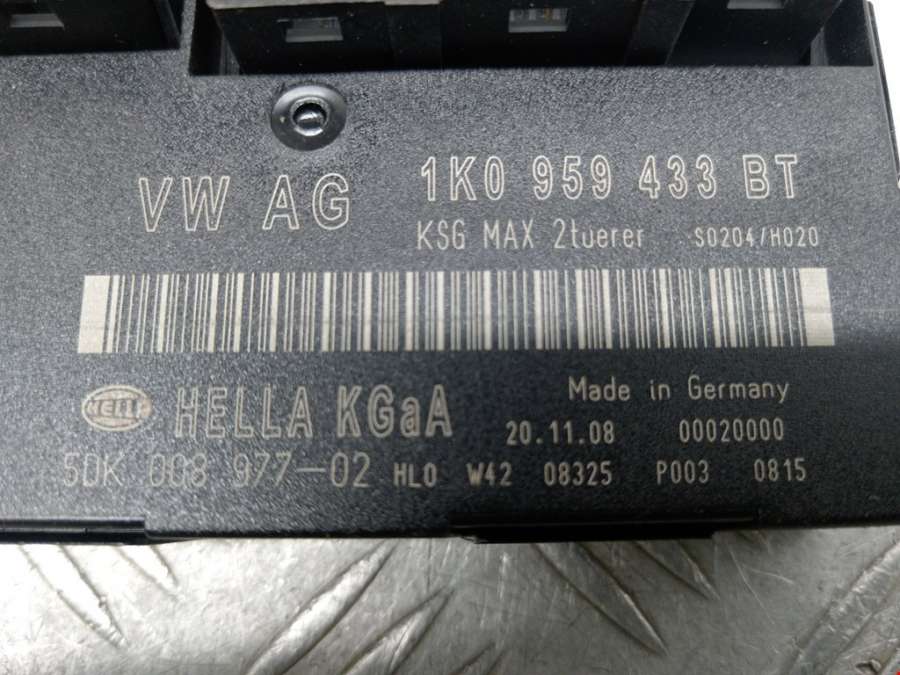 VW AG 1K0 959 433 BT
KSG MAX 2tuerer S0204/H020
HELLA HELLA KGaA Made in Germany
20.11.08 00020000
5DK 008 977-02 HLO W42 08325 P003 0815